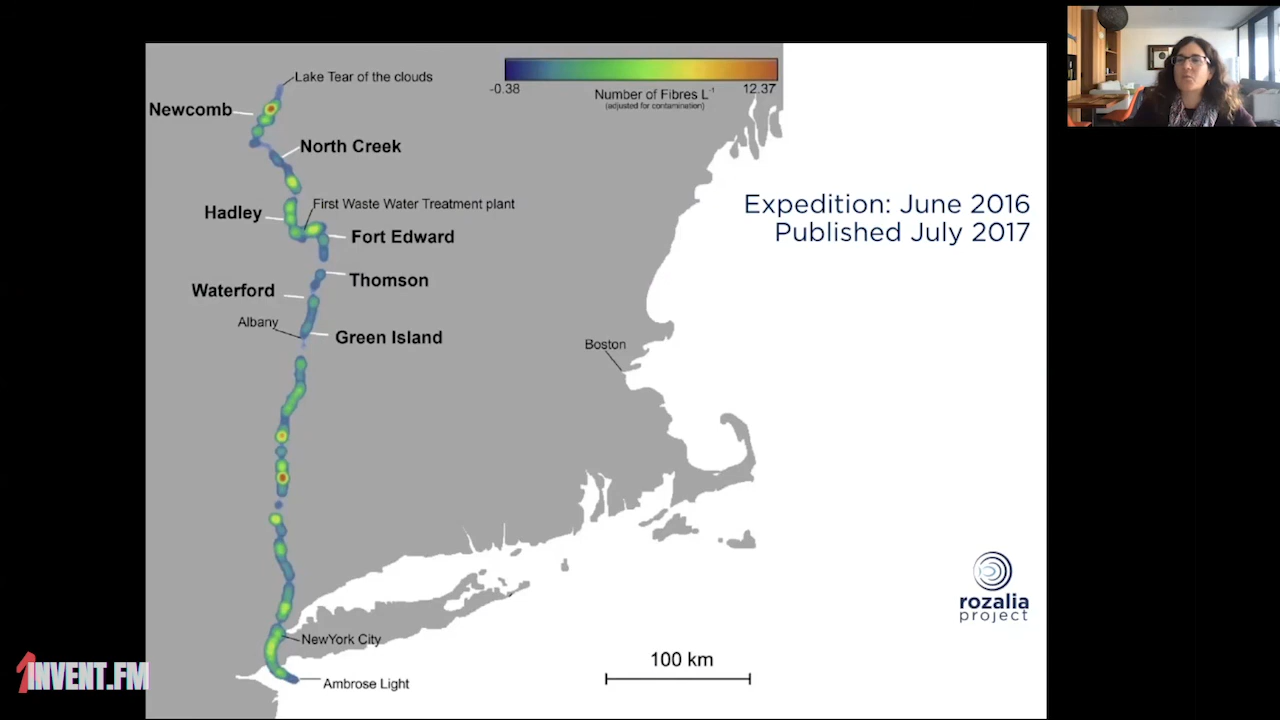 Lake Tear of the clouds
-0.38
12.37
Number of Fibres L⁻¹
(adjusted for contamination)
Newcomb
North Creek
Expedition: June 2016
Published July 2017
Hadley
First Waste Water Treatment plant
Fort Edward
Thomson
Waterford
Albany
Green Island
Boston
rozalia
project
NewYork City
100 km
Ambrose Light
1INVENT.FM